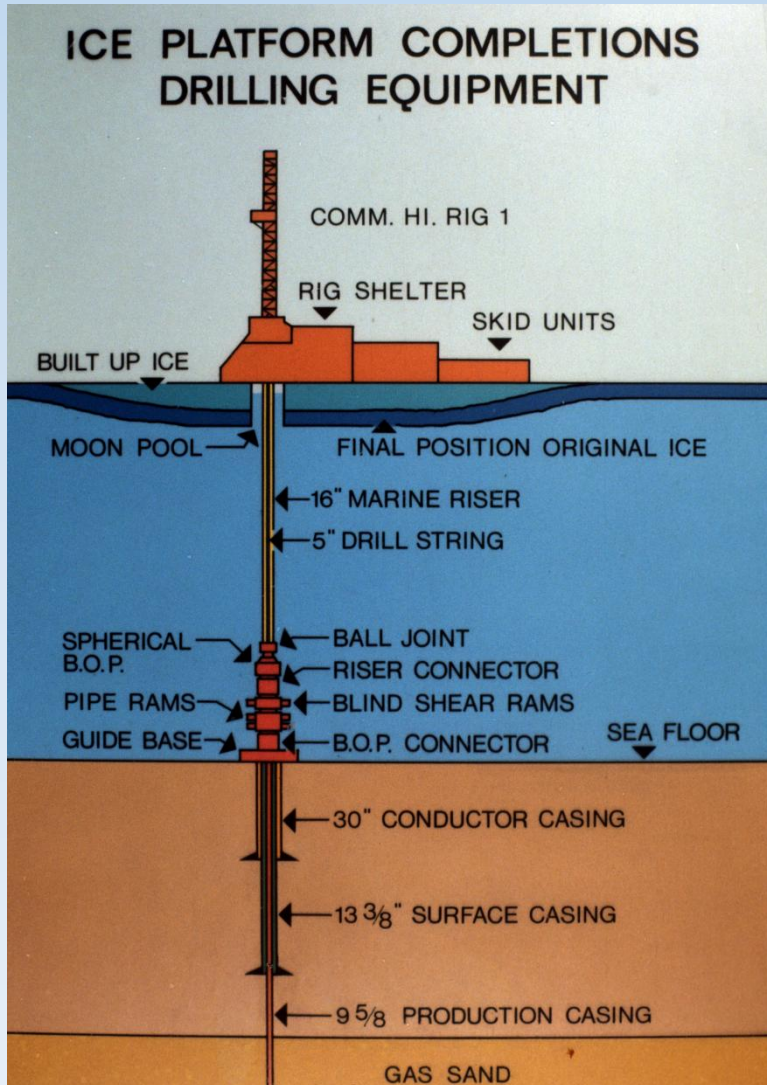 ICE PLATFORM COMPLETIONS
DRILLING EQUIPMENT
COMM. HI. RIG 1
RIG SHELTER
SKID UNITS
BUILT UP ICE
MOON POOL
FINAL POSITION ORIGINAL ICE
16" MARINE RISER
5" DRILL STRING
SPHERICAL
B.O.P.
BALL JOINT
RISER CONNECTOR
PIPE RAMS
BLIND SHEAR RAMS
GUIDE BASE
B.O.P. CONNECTOR
SEA FLOOR
30" CONDUCTOR CASING
13 3/8" SURFACE CASING
9 5/8 PRODUCTION CASING
GAS SAND